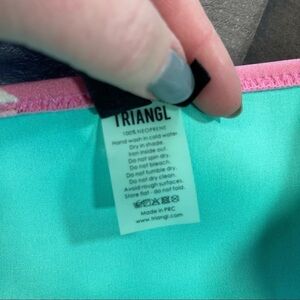 TRIANGL
100% NEOPRENE
Hand wash in cold water.
Dry in shade.
Iron inside out.
Do not spin dry.
Do not bleach.
Do not tumble dry.
Do not dry clean.
Avoid rough surfaces.
Store flat - do not fold.
Made in PRC
www.triangl.com